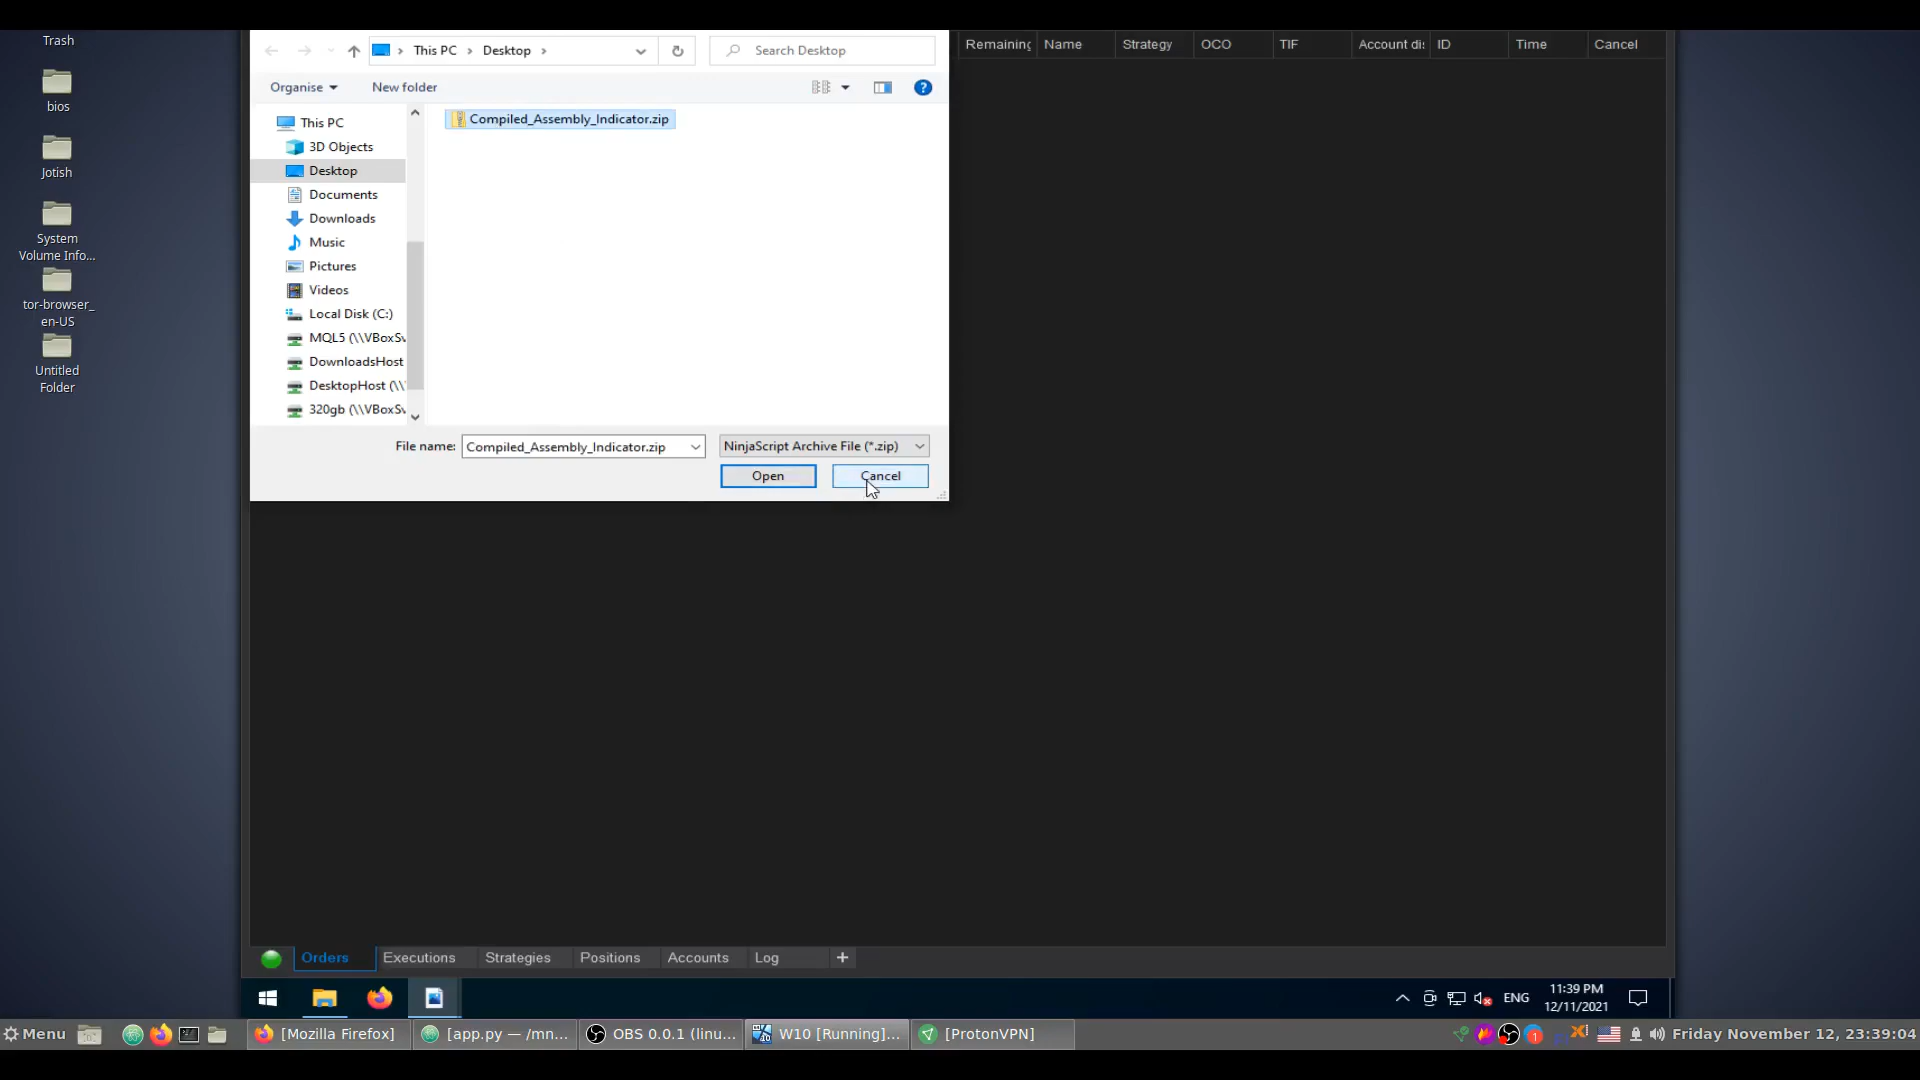 Trash
bios
Jotish
System
Volume Info...
tor-browser_
en-US
Untitled
Folder
This PC
Desktop
Search Desktop
Organise
New folder
This PC
3D Objects
Desktop
Documents
Downloads
Music
Pictures
Videos
Local Disk (C:)
MQL5 (\\VBoxSv
DownloadsHost
DesktopHost (\\
320gb (\\VBoxSv
Compiled_Assembly_Indicator.zip
File name:
Compiled_Assembly_Indicator.zip
NinjaScript Archive File (*.zip)
Open
Cancel
Remaining
Name
Strategy
OCO
TIF
Account di
ID
Time
Cancel
Orders
Executions
Strategies
Positions
Accounts
Log
+
ENG
11:39 PM
12/11/2021
Menu
[Mozilla Firefox]
[app.py — /mn...
OBS 0.0.1 (linu...
W10 [Running]...
[ProtonVPN]
Friday November 12, 23:39:04